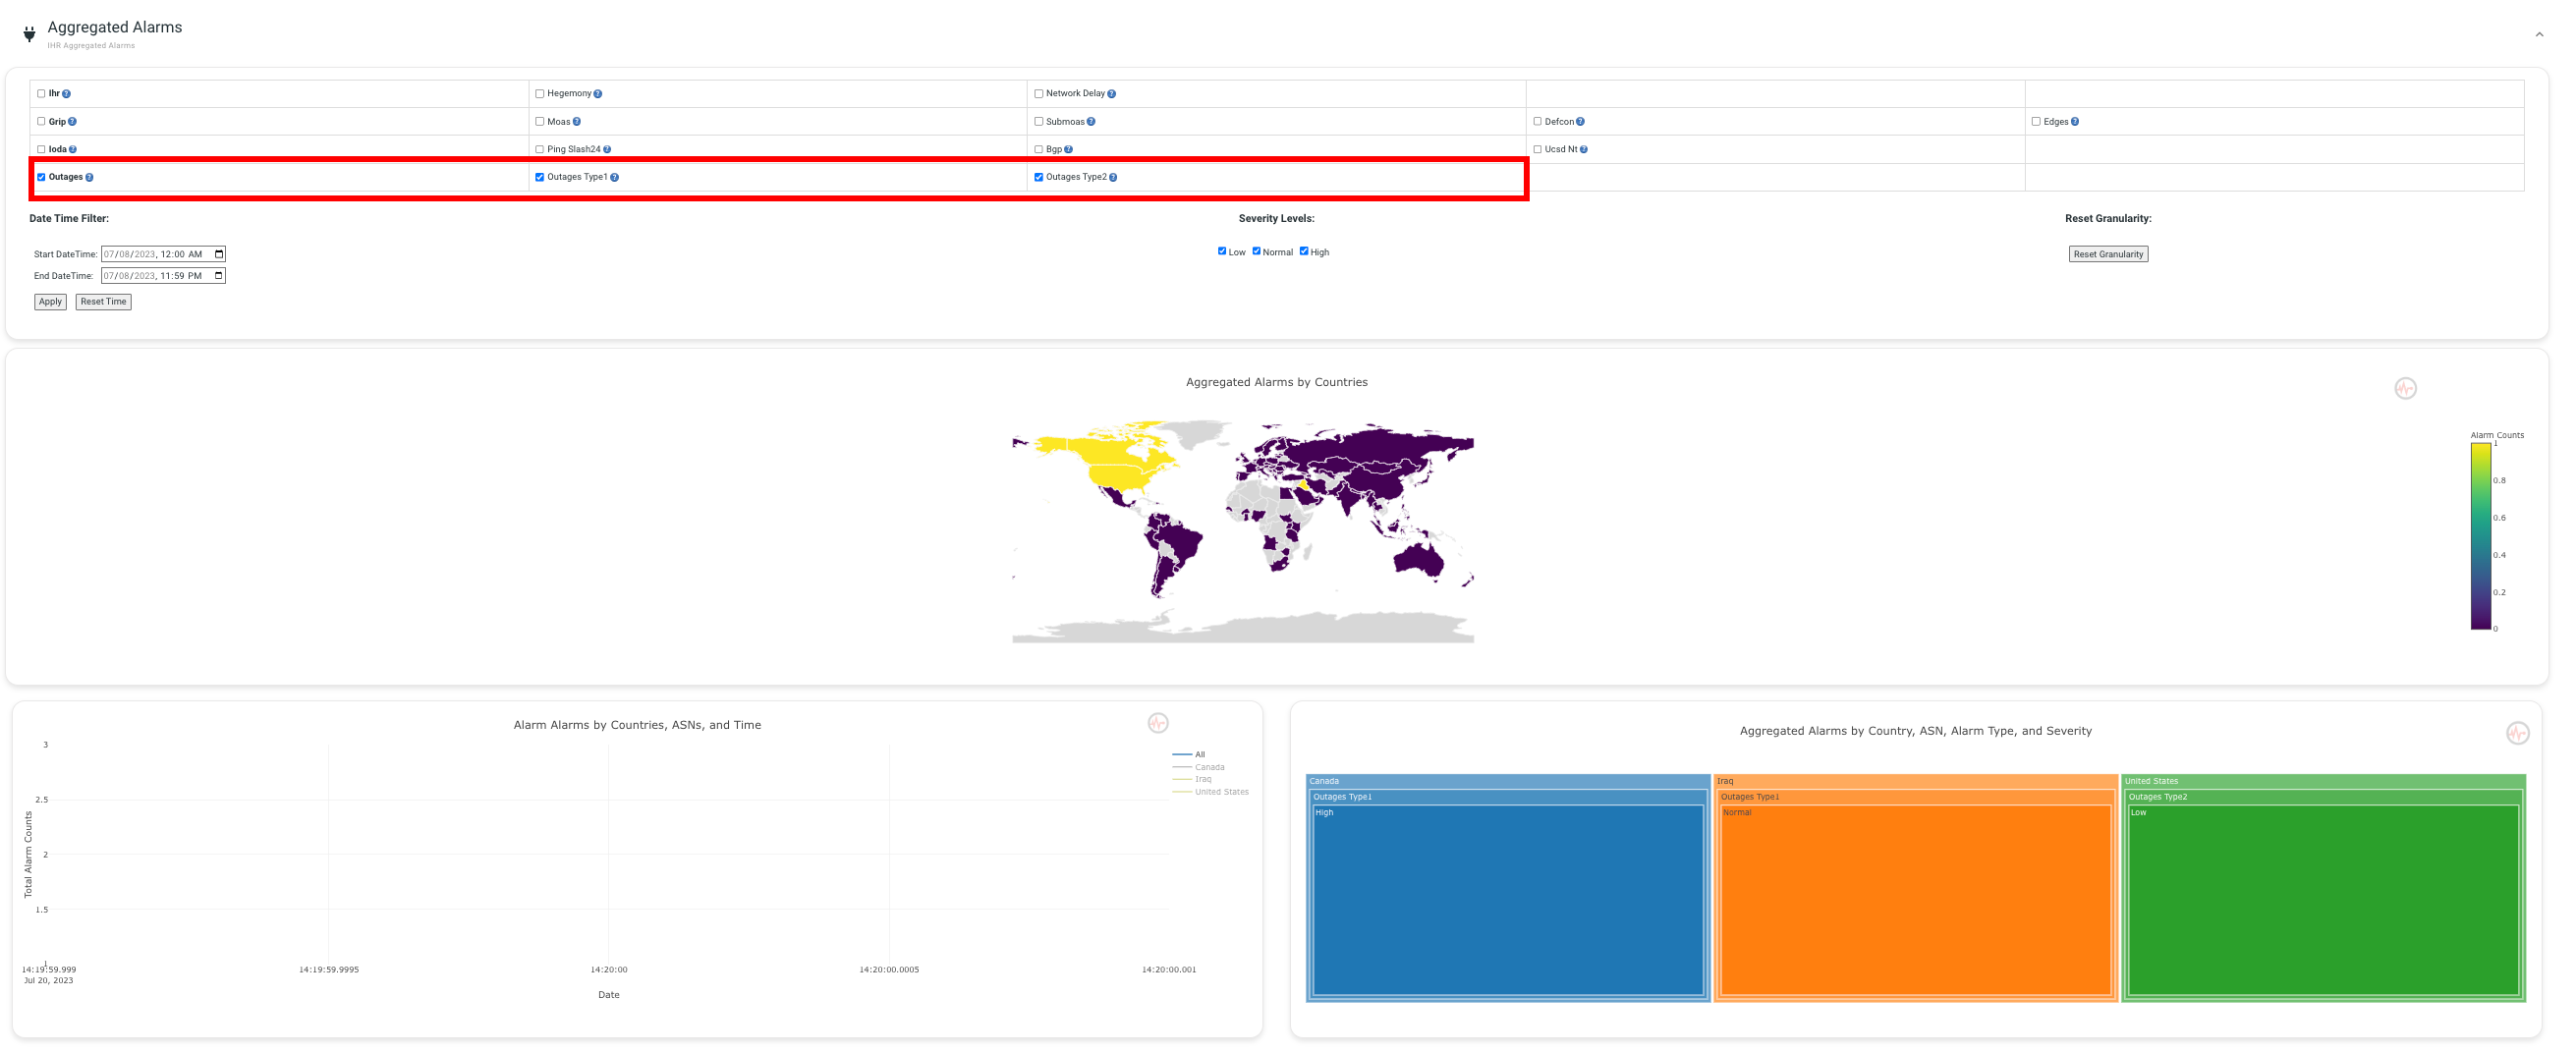 Aggregated Alarms
IHR Aggregated Alarms
Ihr ? Hegemony ? Network Delay ?
Grip ? Moas ? Submoas ? Defcon ? Edges ?
Ioda ? Ping Slash24 ? Bgp ? Ucsd Nt ?
Outages ? Outages Type1 ? Outages Type2 ?
Date Time Filter: Severity Levels: Reset Granularity:
Start DateTime: 07/08/2023, 12:00 AM Low Normal High Reset Granularity
End DateTime: 07/08/2023, 11:59 PM
Apply Reset Time
Aggregated Alarms by Countries
Alarm Counts
1
0.8
0.6
0.4
0.2
0
Alarm Alarms by Countries, ASNs, and Time
All
Canada
Iraq
United States
Total Alarm Counts
3
2.5
2
1.5
1
14:19:59.999 14:19:59.9995 14:20:00 14:20:00.0005 14:20:00.001
Jul 20, 2023
Date
Aggregated Alarms by Country, ASN, Alarm Type, and Severity
Canada Iraq United States
Outages Type1 Outages Type1 Outages Type2
High Normal Low